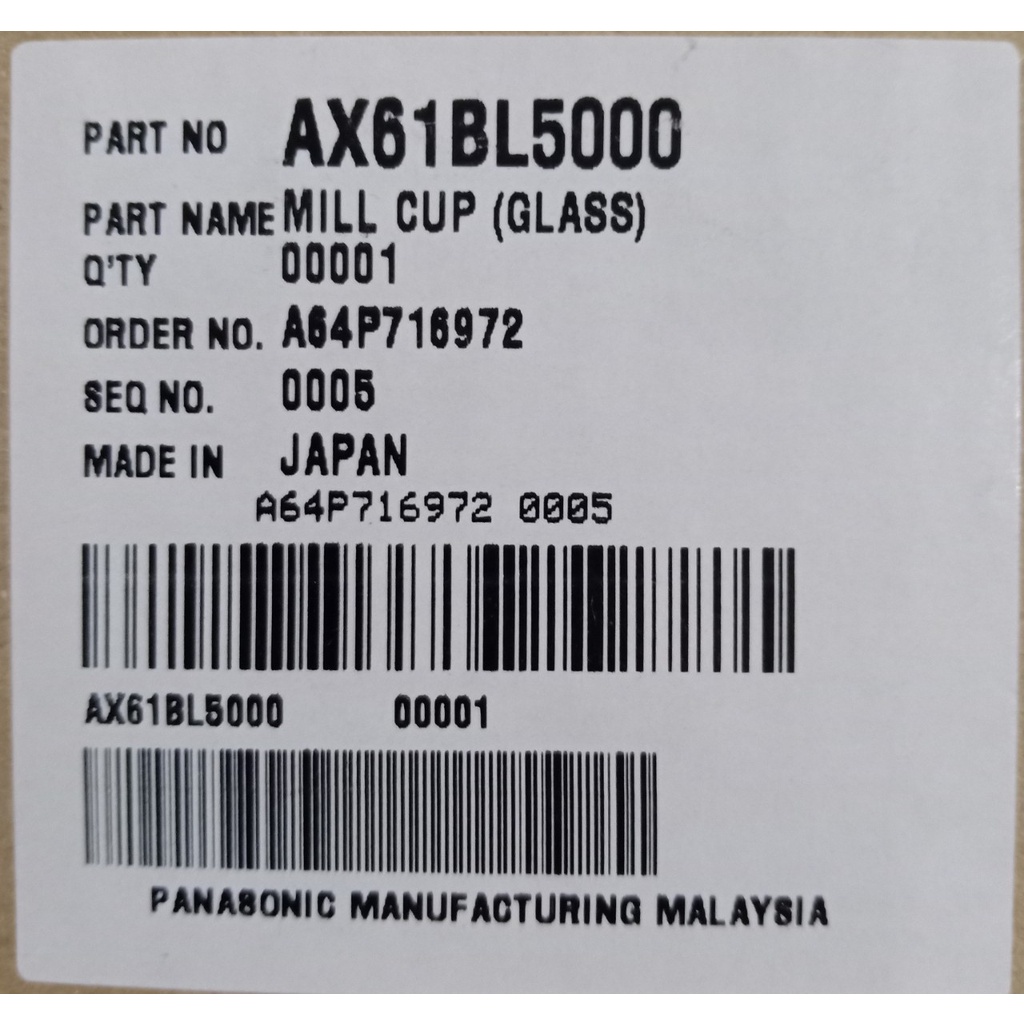 PART NO AX61BL5000
PART NAME MILL CUP (GLASS)
Q'TY 00001
ORDER NO. A64P716972
SEQ NO. 0005
MADE IN JAPAN
A64P716972 0005
AX61BL5000 00001
PANASONIC MANUFACTURING MALAYSIA